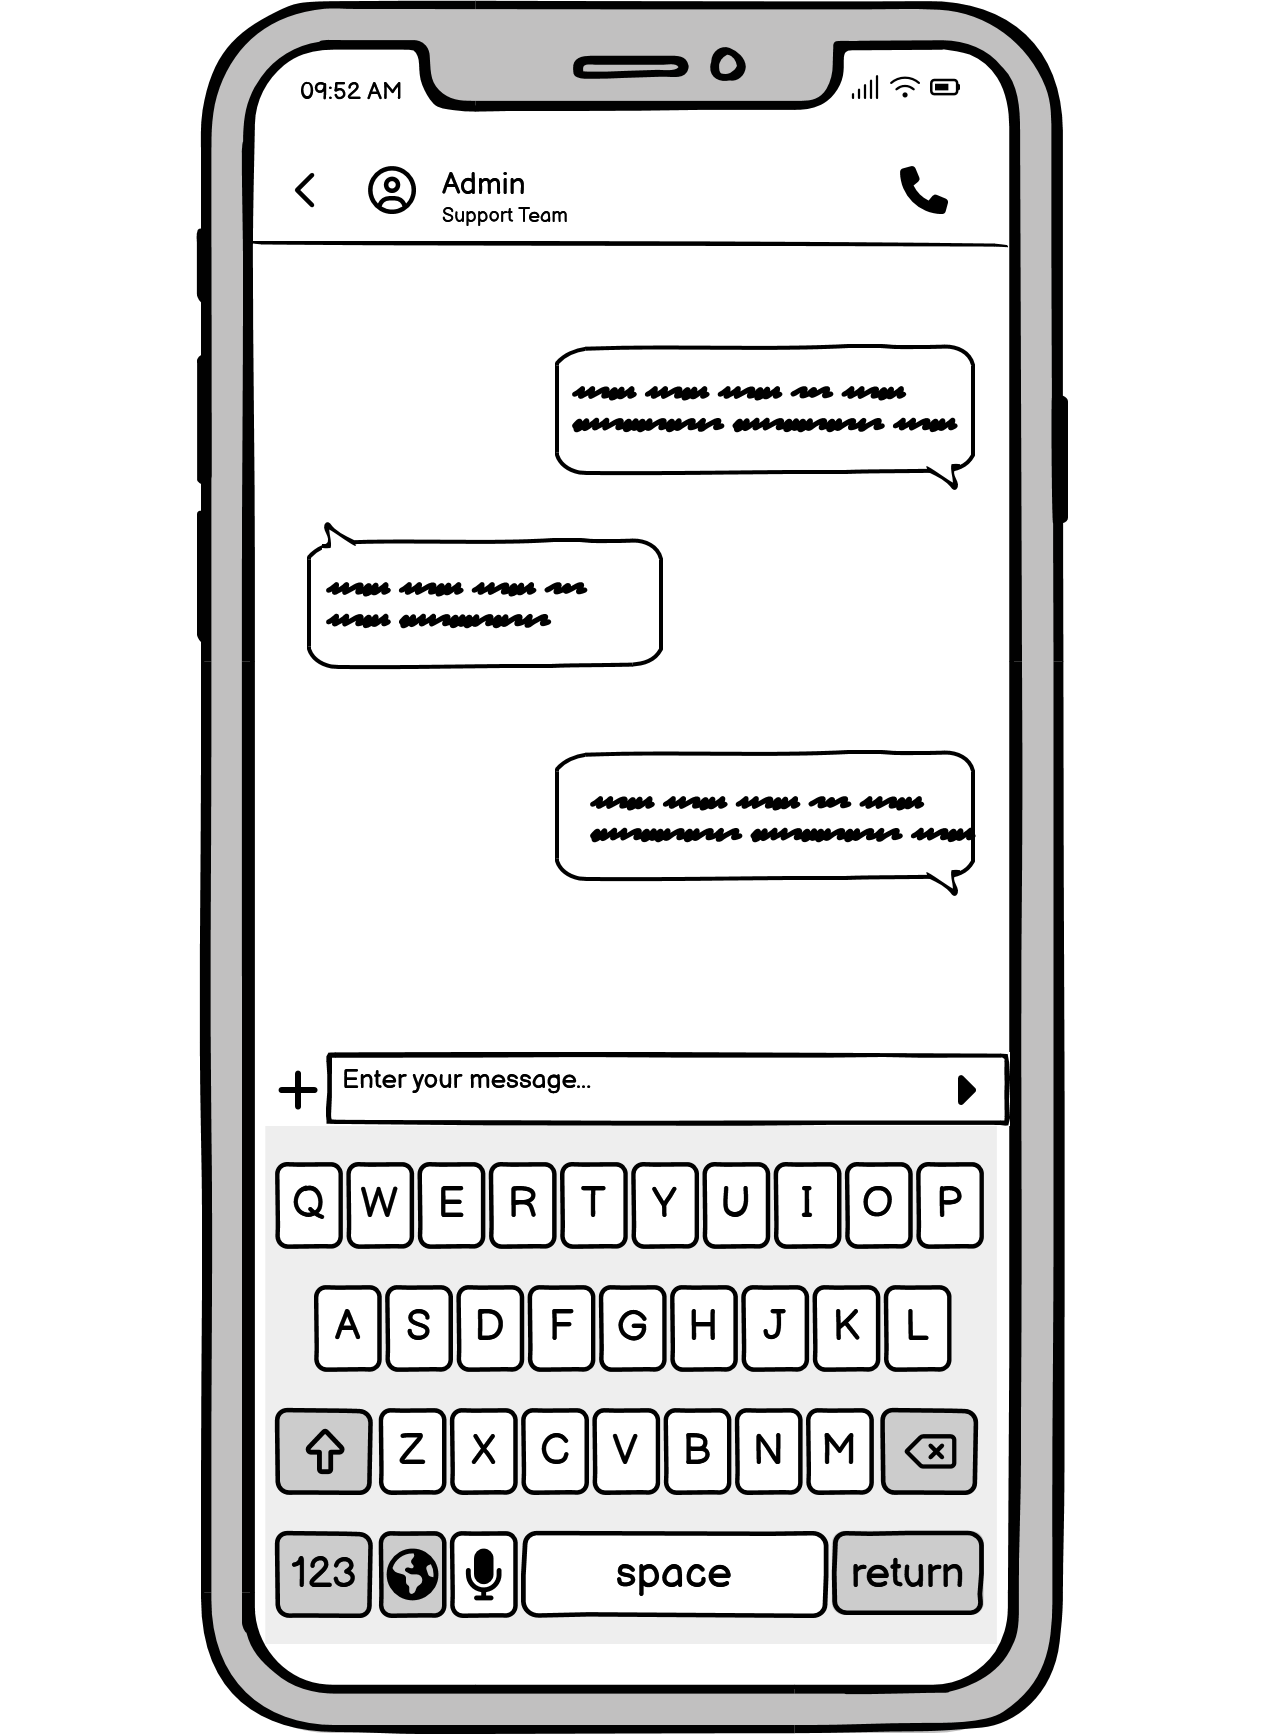 09:52 AM
Admin
Support Team
Enter your message...
Q W E R T Y U I O P
A S D F G H J K L
Z X C V B N M
123 space return